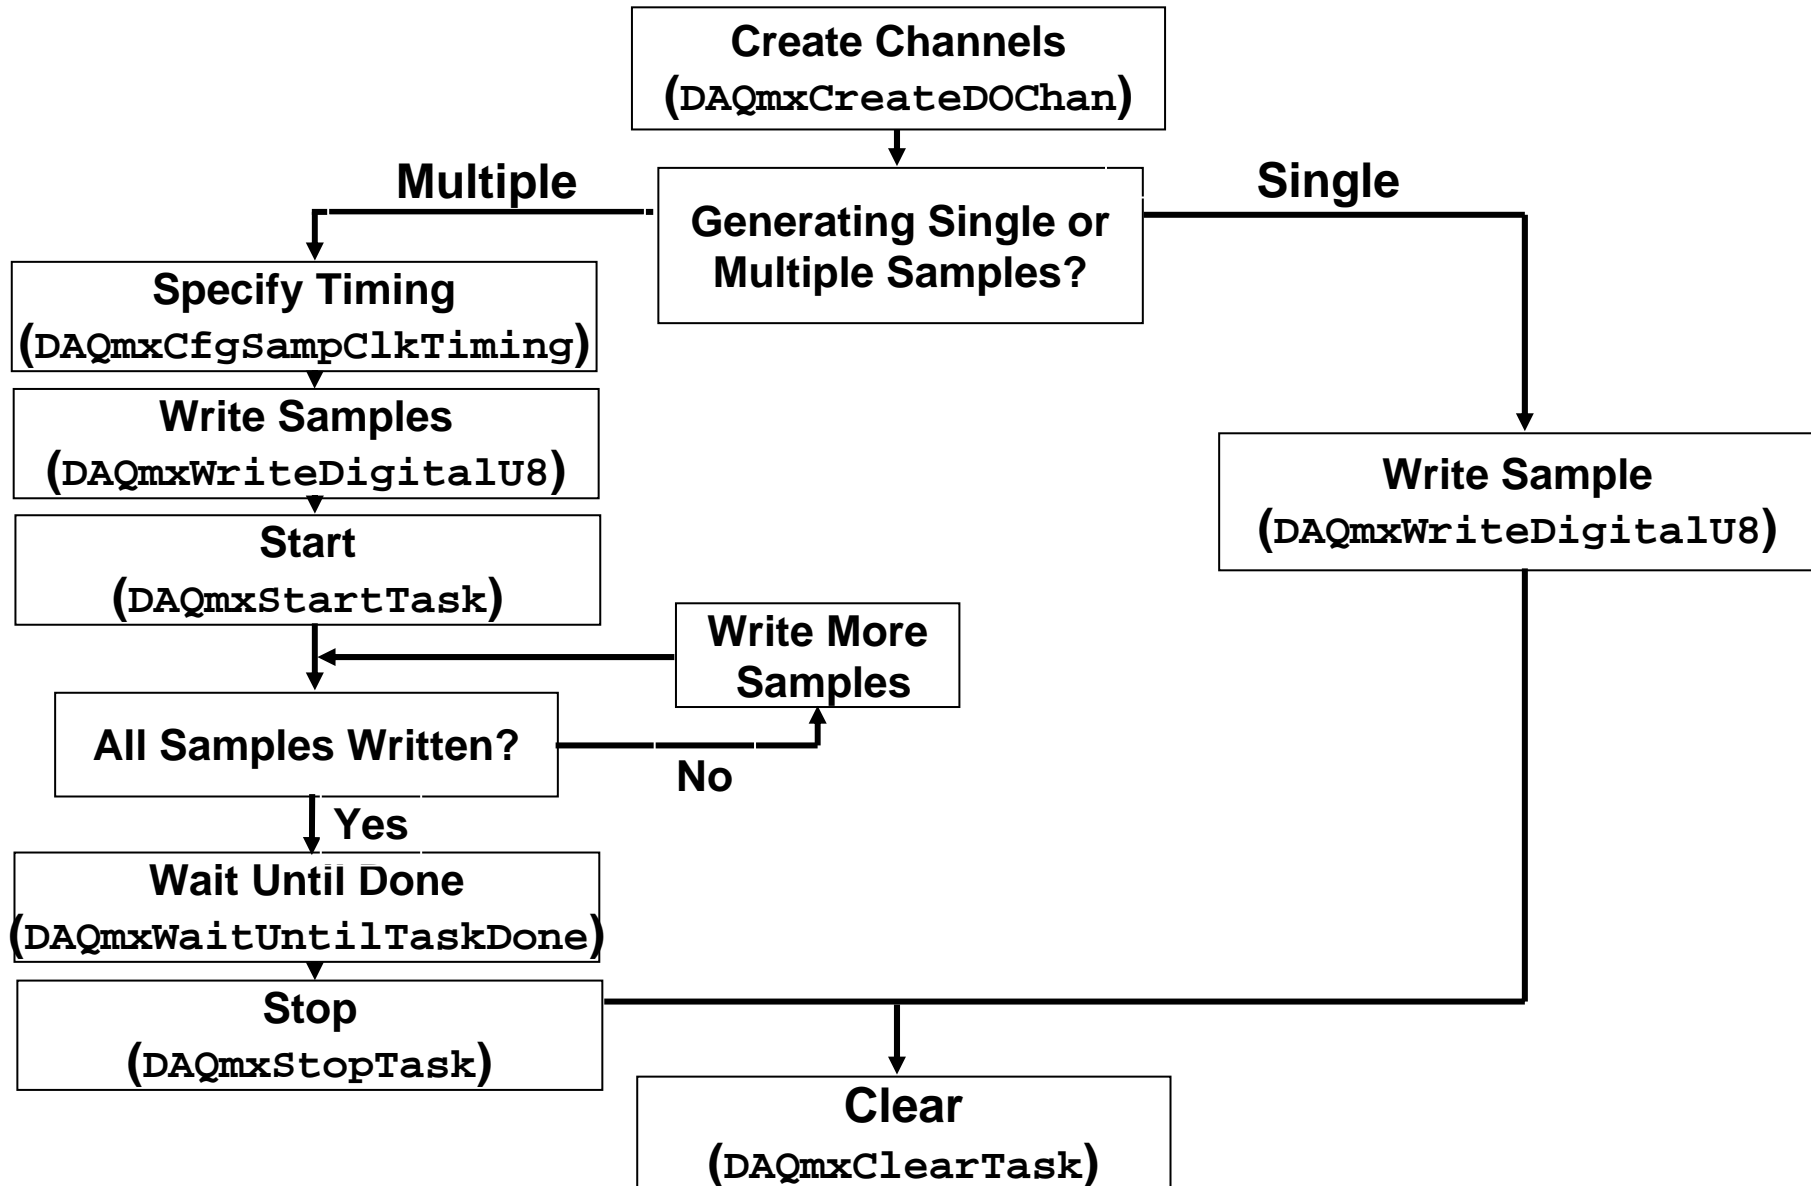 Create Channels
(DAQmxCreateDOChan)
Multiple
Single
Generating Single or
Multiple Samples?
Specify Timing
(DAQmxCfgSampClkTiming)
Write Samples
(DAQmxWriteDigitalU8)
Write Sample
(DAQmxWriteDigitalU8)
Start
(DAQmxStartTask)
Write More
Samples
All Samples Written?
No
Yes
Wait Until Done
(DAQmxWaitUntilTaskDone)
Stop
(DAQmxStopTask)
Clear
(DAQmxClearTask)